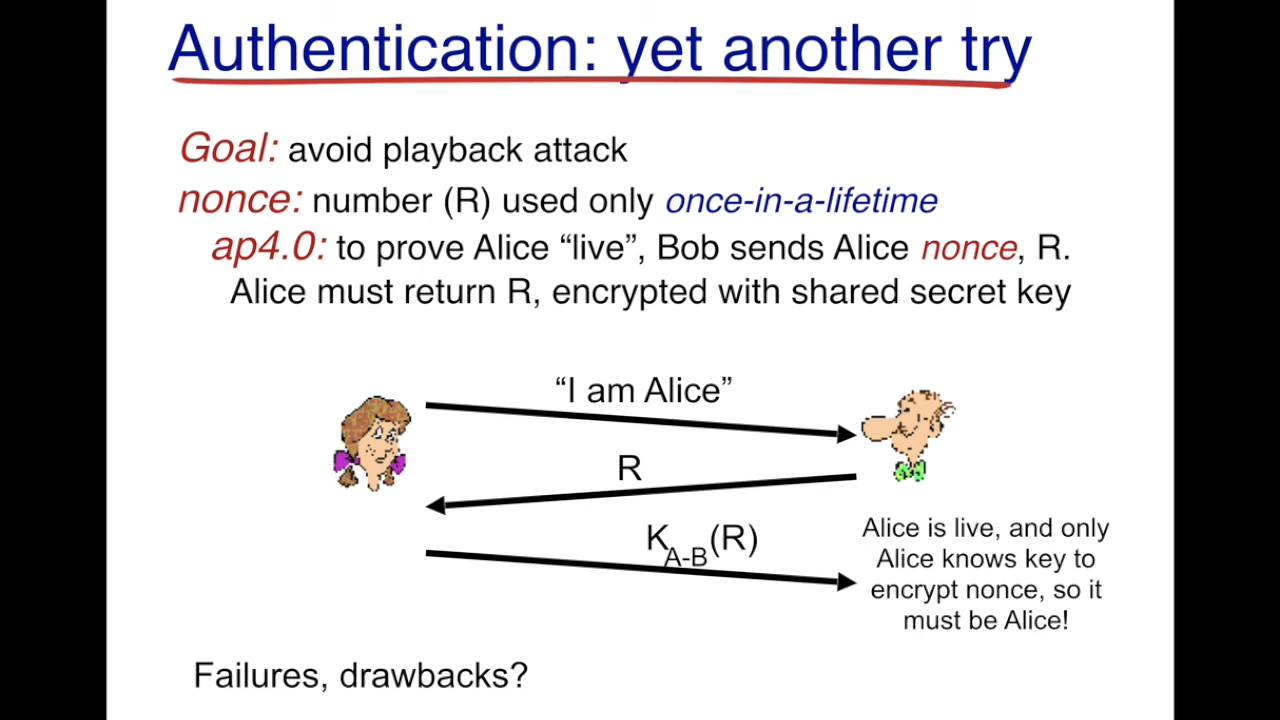 Authentication: yet another try
Goal: avoid playback attack
nonce: number (R) used only once-in-a-lifetime
ap4.0: to prove Alice “live”, Bob sends Alice nonce, R.
Alice must return R, encrypted with shared secret key
“I am Alice”
R
K A-B (R)
Alice is live, and only
Alice knows key to
encrypt nonce, so it
must be Alice!
Failures, drawbacks?